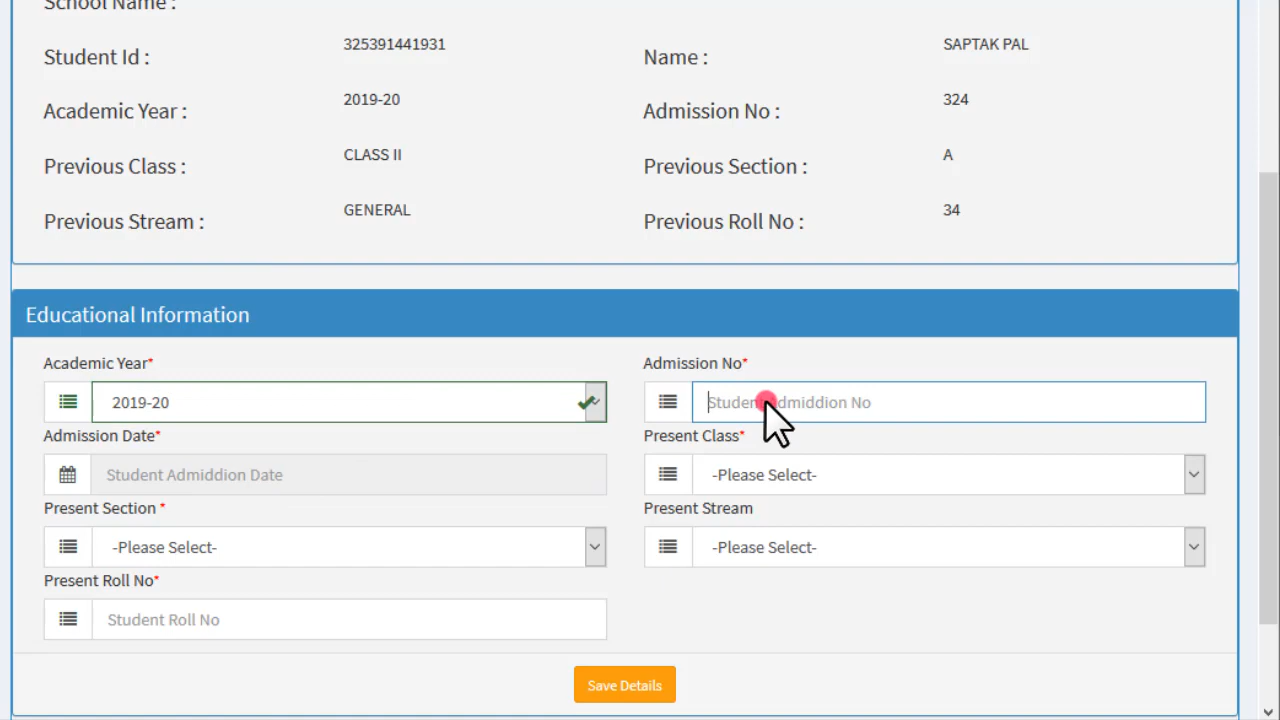 School Name :
Student Id : 325391441931 Name : SAPTAK PAL
Academic Year : 2019-20 Admission No : 324
Previous Class : CLASS II Previous Section : A
Previous Stream : GENERAL Previous Roll No : 34
Educational Information
Academic Year* Admission No*
2019-20 Student Admiddion No
Admission Date* Present Class*
Student Admiddion Date -Please Select-
Present Section * Present Stream
-Please Select- -Please Select-
Present Roll No*
Student Roll No
Save Details